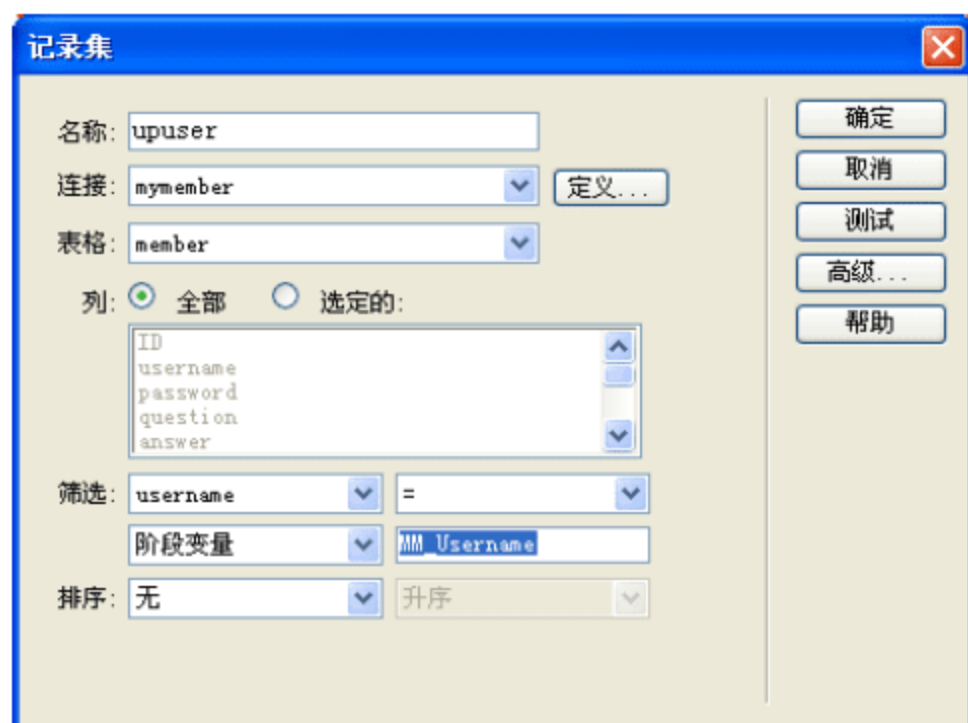 记录集
名称: upuser
连接: mymember 定义...
表格: member
列: 全部 选定的:
ID
username
password
question
answer
筛选: username =
阶段变量 MM_Username
排序: 无 升序
确定
取消
测试
高级...
帮助